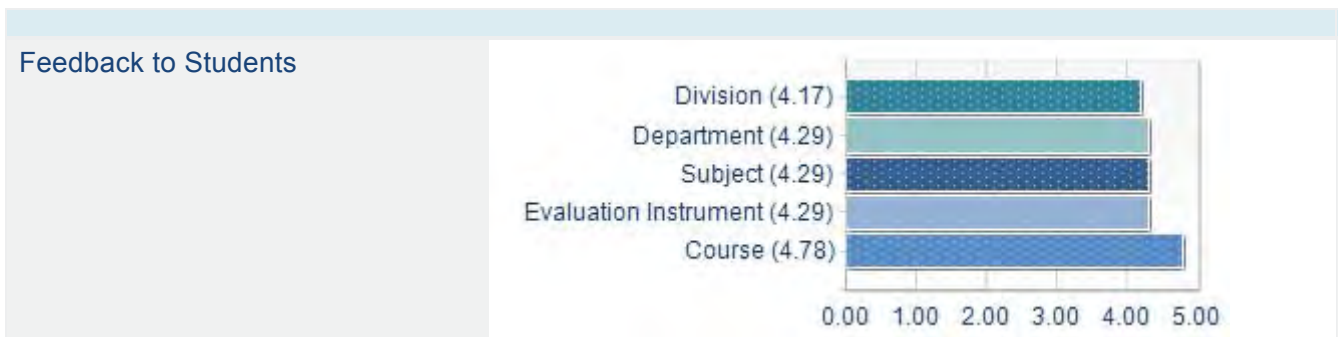 Feedback to Students
Division (4.17)
Department (4.29)
Subject (4.29)
Evaluation Instrument (4.29)
Course (4.78)
0.00 1.00 2.00 3.00 4.00 5.00